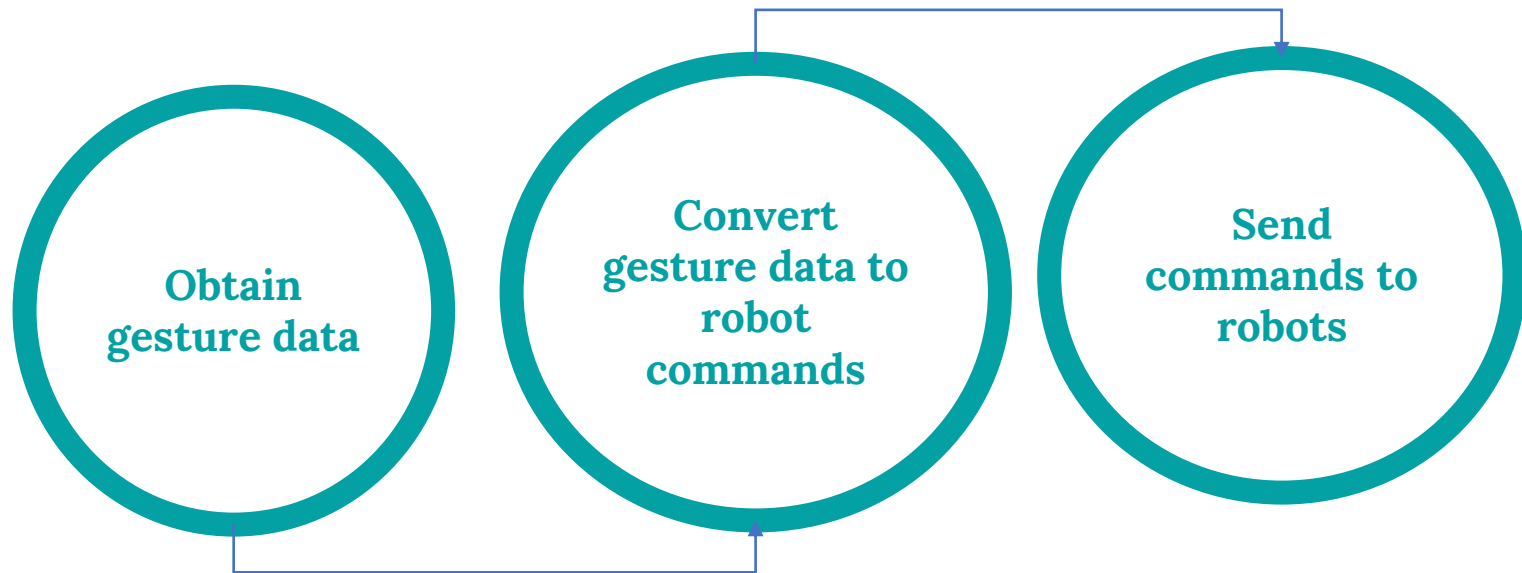 Obtain
gesture data
Convert
gesture data to
robot
commands
Send
commands to
robots